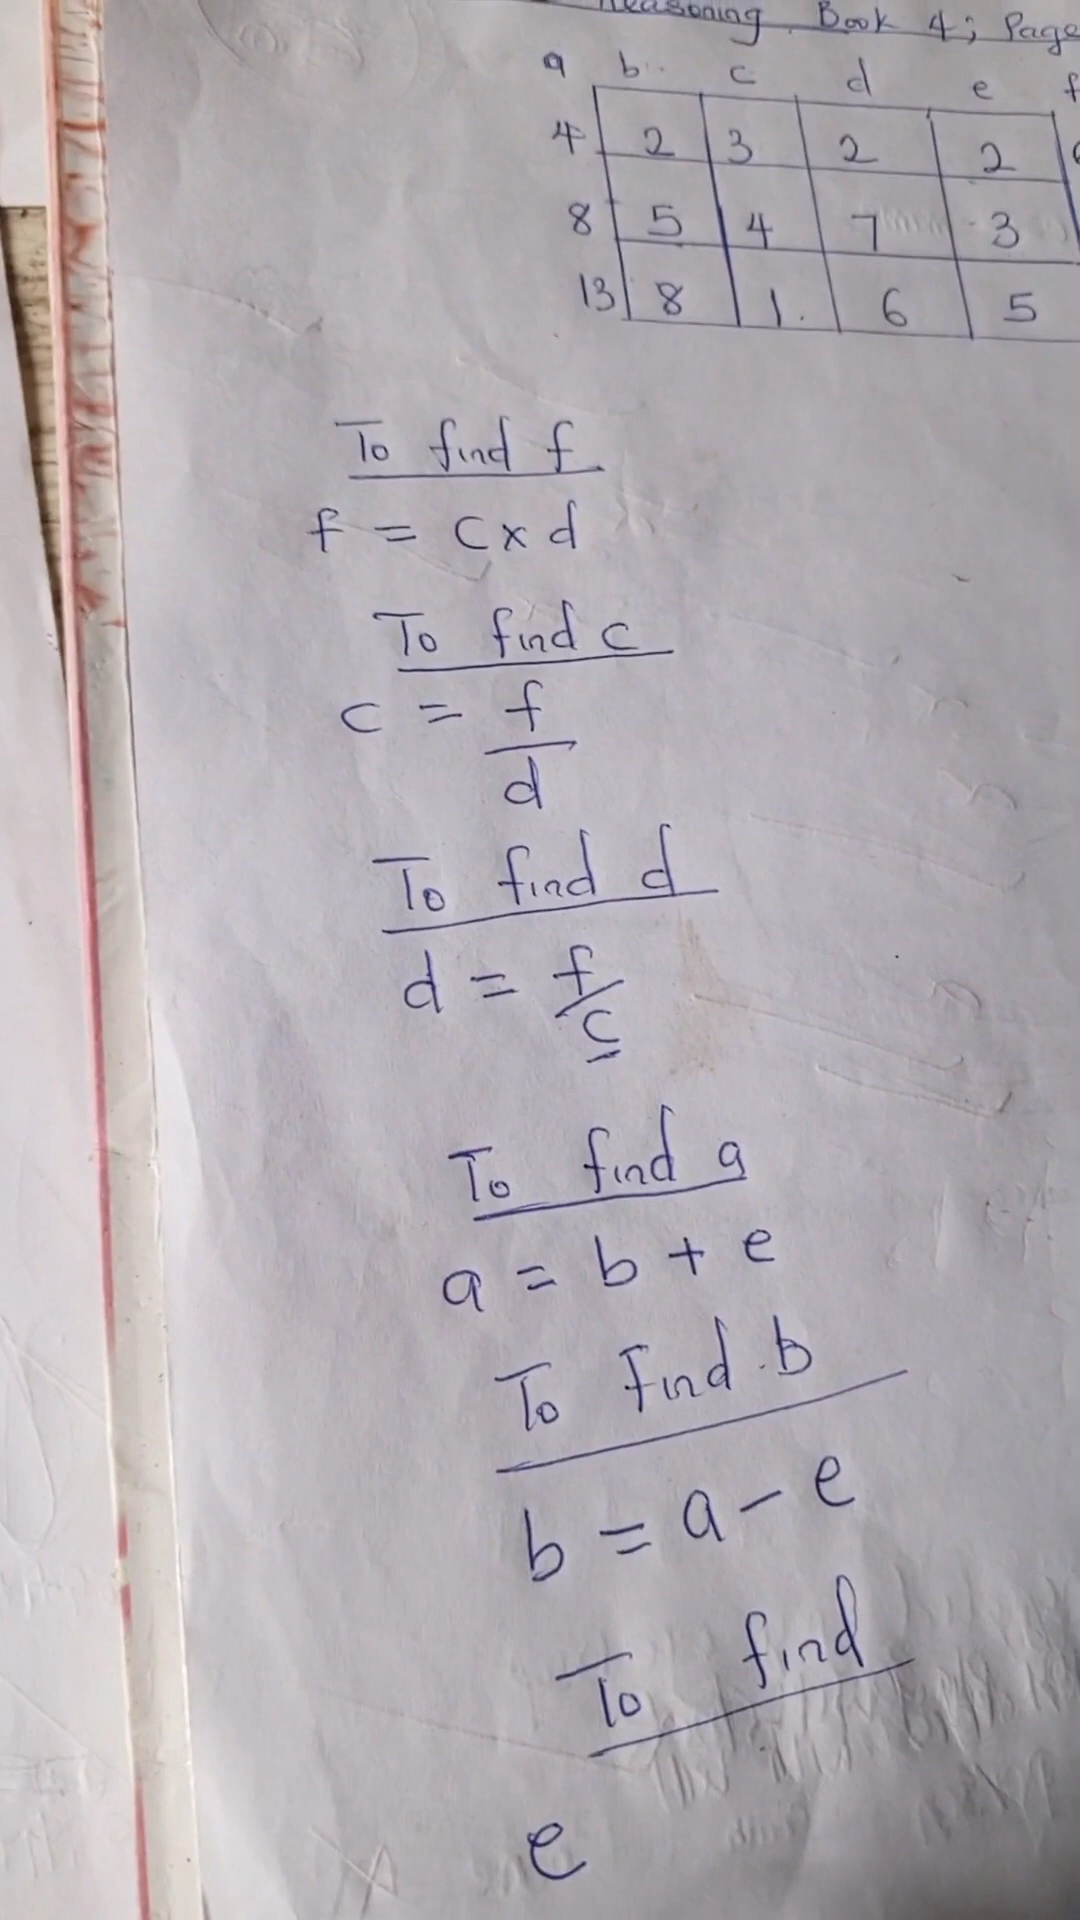 Reasoning Book 4; Page
a b c d e f
4 2 3 2 2
8 5 4 7 3
13 8 1. 6 5
To find f
f = c x d
To find c
c = f
d
To find d
d = f/c
To find a
a = b + e
To Find b
b = a - e
To find
e